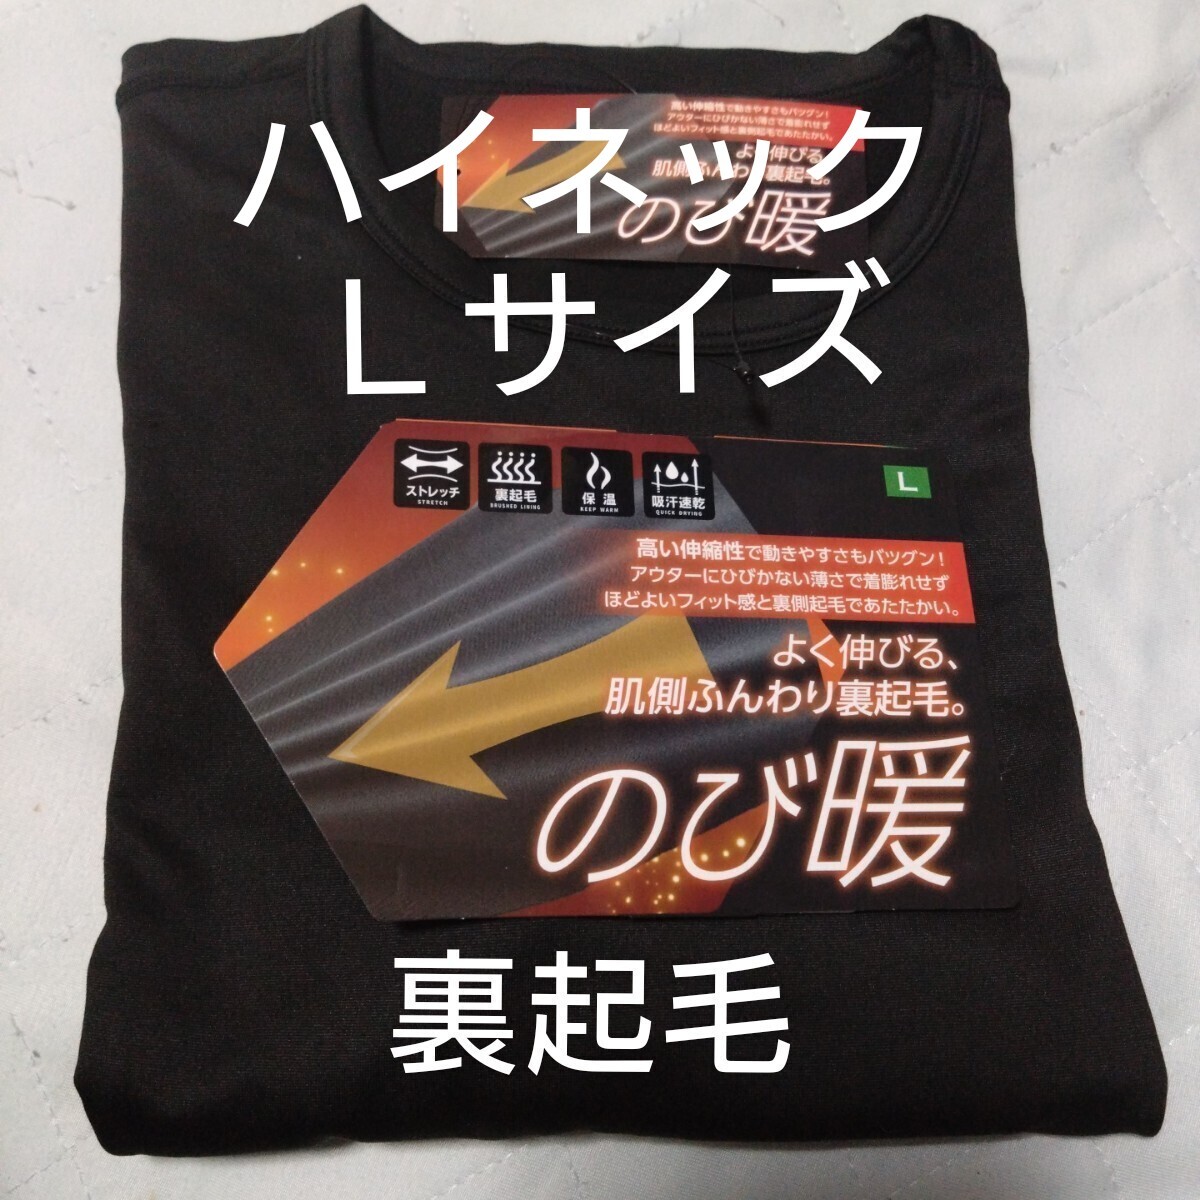 高い伸縮性で動きやすさもバツグン!
アウターにひびかない薄さで着膨れせず
ほどよいフィット感と裏側起毛であたたかい。
よく伸びる、
肌側ふんわり裏起毛。
のび暖
ハイネック
Lサイズ
ストレッチ
STRETCH
裏起毛
BRUSHED LINING
保温
KEEP WARM
吸汗速乾
QUICK DRYING
L
高い伸縮性で動きやすさもバツグン!
アウターにひびかない薄さで着膨れせず
ほどよいフィット感と裏側起毛であたたかい。
よく伸びる、
肌側ふんわり裏起毛。
のび暖
裏起毛